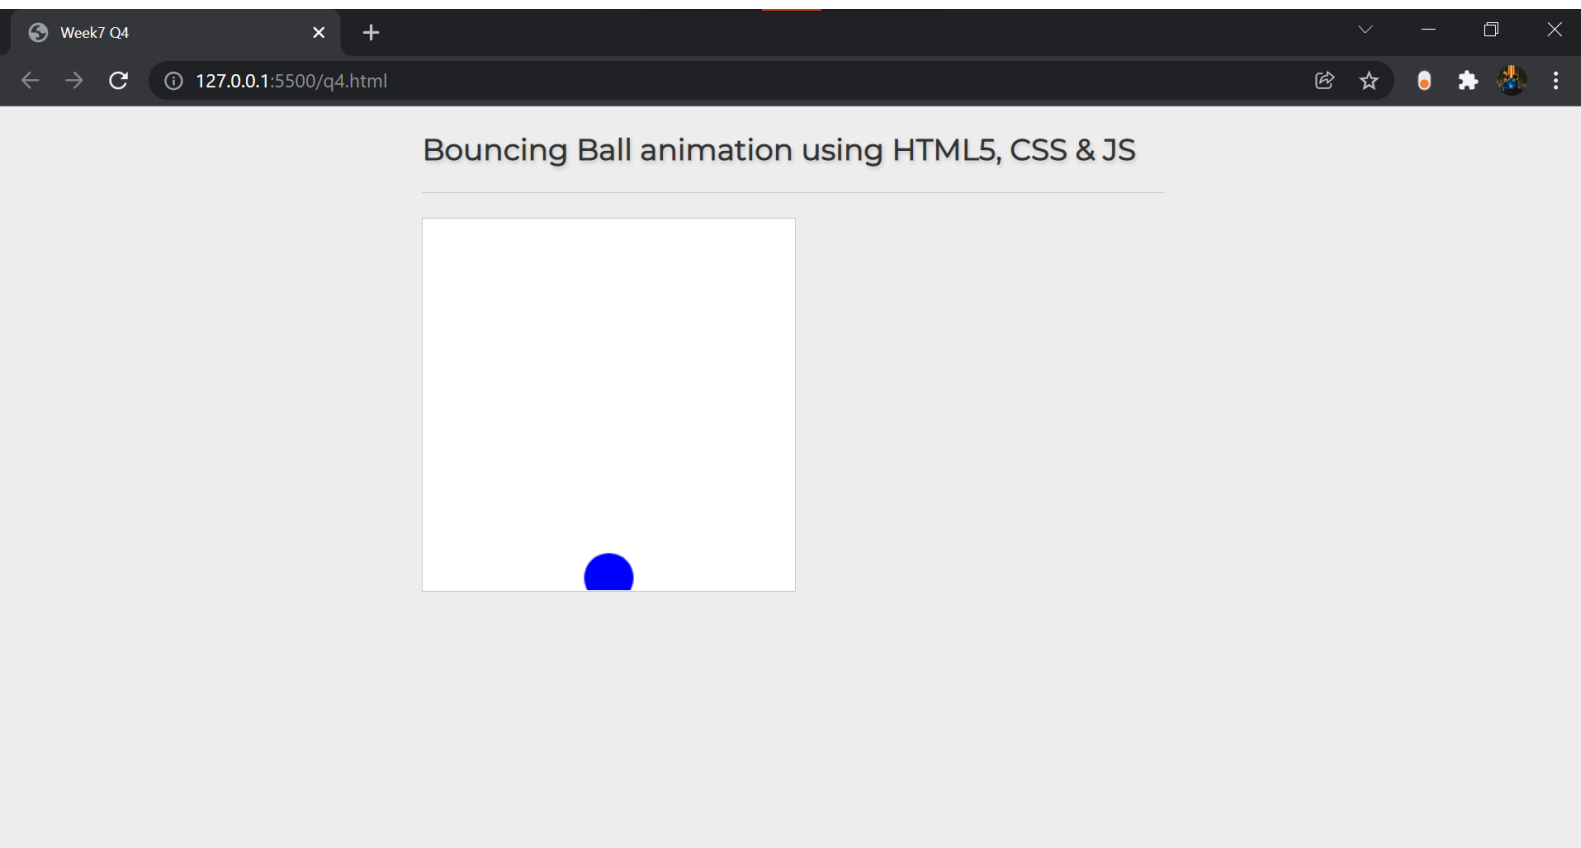 Week7 Q4
127.0.0.1:5500/q4.html
Bouncing Ball animation using HTML5, CSS & JS